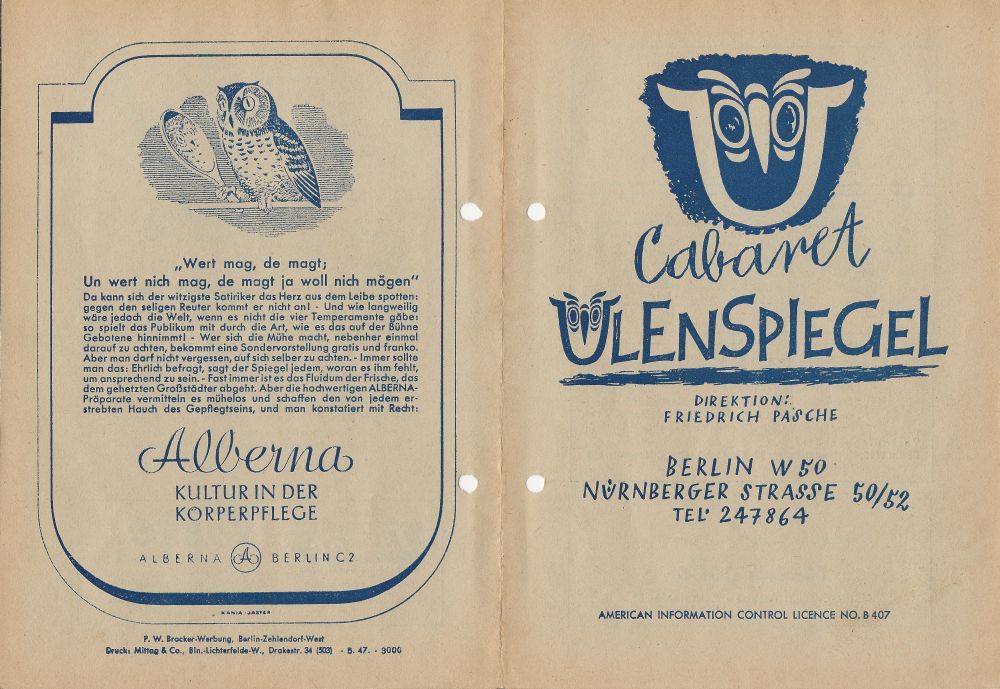 „Wert mag, de magt;
Un wert nich mag, de magt ja woll nich mögen"
Da kann sich der witzigste Satiriker das Herz aus dem Leibe spotten:
gegen den seligen Reuter kommt er nicht an! - Und wie langweilig
wäre jedoch die Welt, wenn es nicht die vier Temperamente gäbe:
so spielt das Publikum mit durch die Art, wie es das auf der Bühne
Gebotene hinnimmt! - Wer sich die Mühe macht, nebenher einmal
darauf zu achten, bekommt eine Sondervorstellung gratis und franko.
Aber man darf nicht vergessen, auf sich selber zu achten. - Immer sollte
man das: Ehrlich befragt, sagt der Spiegel jedem, woran es ihm fehlt,
um ansprechend zu sein. - Fast immer ist es das Fluidum der Frische, das
dem gehetzten Großstädter abgeht. Aber die hochwertigen ALBERNA-
Präparate vermitteln es mühelos und schaffen den von jedem er-
strebten Hauch des Gepflegtseins, und man konstatiert mit Recht:
Alberna
KULTUR IN DER
KÖRPERPFLEGE
ALBERNA A BERLIN C2
KANIA-JASTER
P. W. Brocker-Werbung, Berlin-Zehlendorf-West
Druck: Mittag & Co., Bln.-Lichterfelde-W., Drakestr. 34 (503) - B. 47. - 3000
U
Cabaret
ULENSPIEGEL
DIREKTION:
FRIEDRICH PASCHE
BERLIN W 50
NÜRNBERGER STRASSE 50/52
TEL· 247864
AMERICAN INFORMATION CONTROL LICENCE NO. B 407